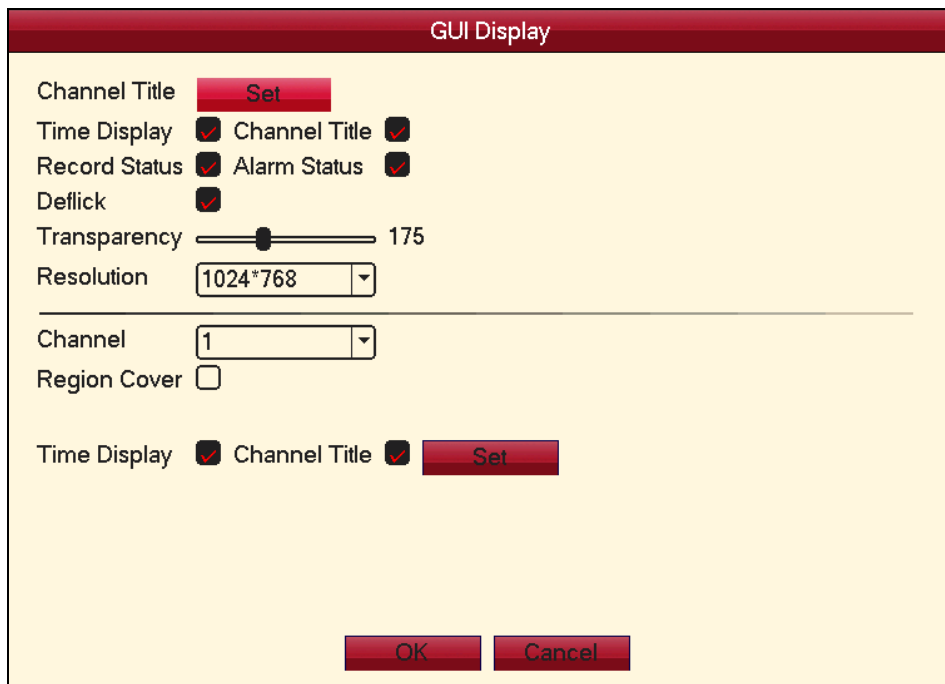 GUI Display
Channel Title Set
Time Display Channel Title
Record Status Alarm Status
Deflick
Transparency 175
Resolution 1024*768
Channel 1
Region Cover
Time Display Channel Title Set
OK Cancel